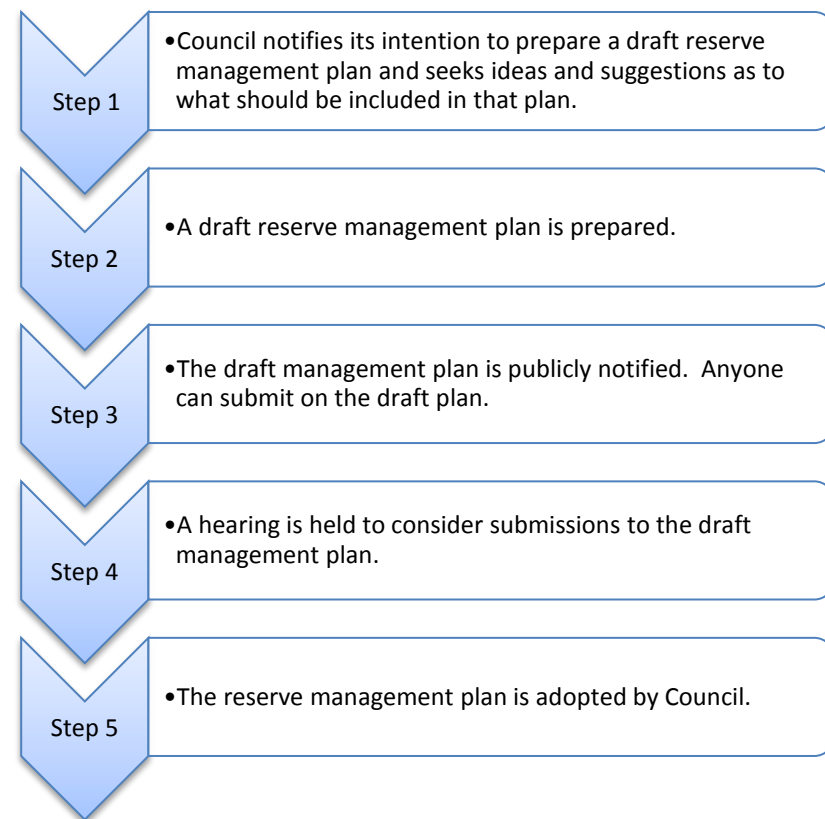 Step 1
•Council notifies its intention to prepare a draft reserve
management plan and seeks ideas and suggestions as to
what should be included in that plan.
Step 2
•A draft reserve management plan is prepared.
Step 3
•The draft management plan is publicly notified.  Anyone
can submit on the draft plan.
Step 4
•A hearing is held to consider submissions to the draft
management plan.
Step 5
•The reserve management plan is adopted by Council.